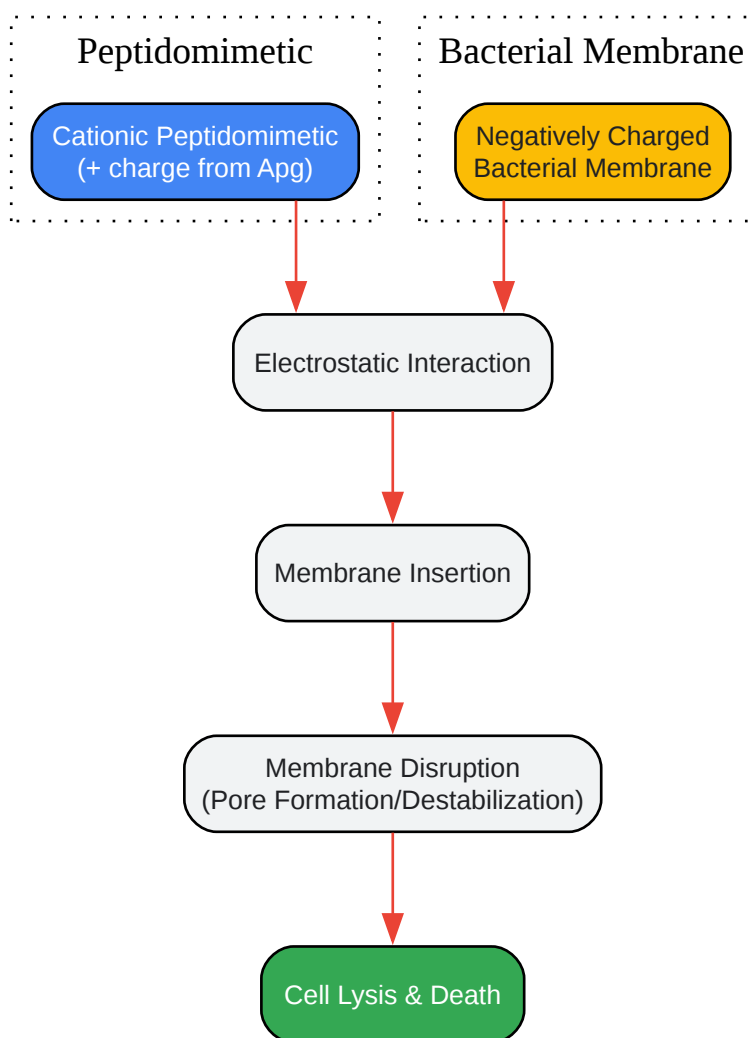 Peptidomimetic
Bacterial Membrane
Cationic Peptidomimetic
(+ charge from Apg)
Negatively Charged
Bacterial Membrane
Electrostatic Interaction
Membrane Insertion
Membrane Disruption
(Pore Formation/Destabilization)
Cell Lysis & Death